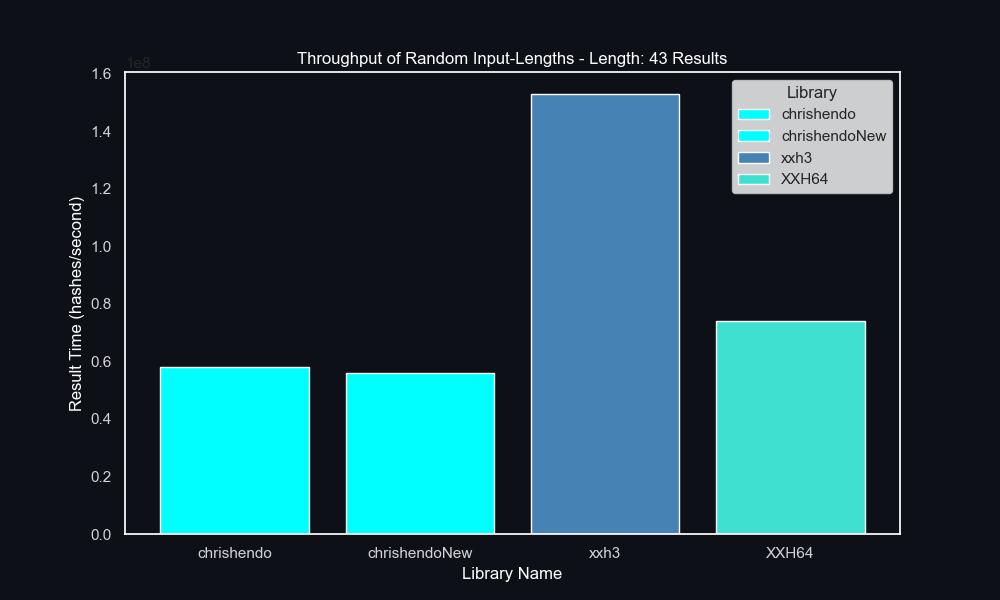 Throughput of Random Input-Lengths - Length: 43 Results
1e8
1.6
1.4
1.2
1.0
0.8
0.6
0.4
0.2
0.0
Result Time (hashes/second)
Library
chrishendo
chrishendoNew
xxh3
XXH64
chrishendo
chrishendoNew
xxh3
XXH64
Library Name